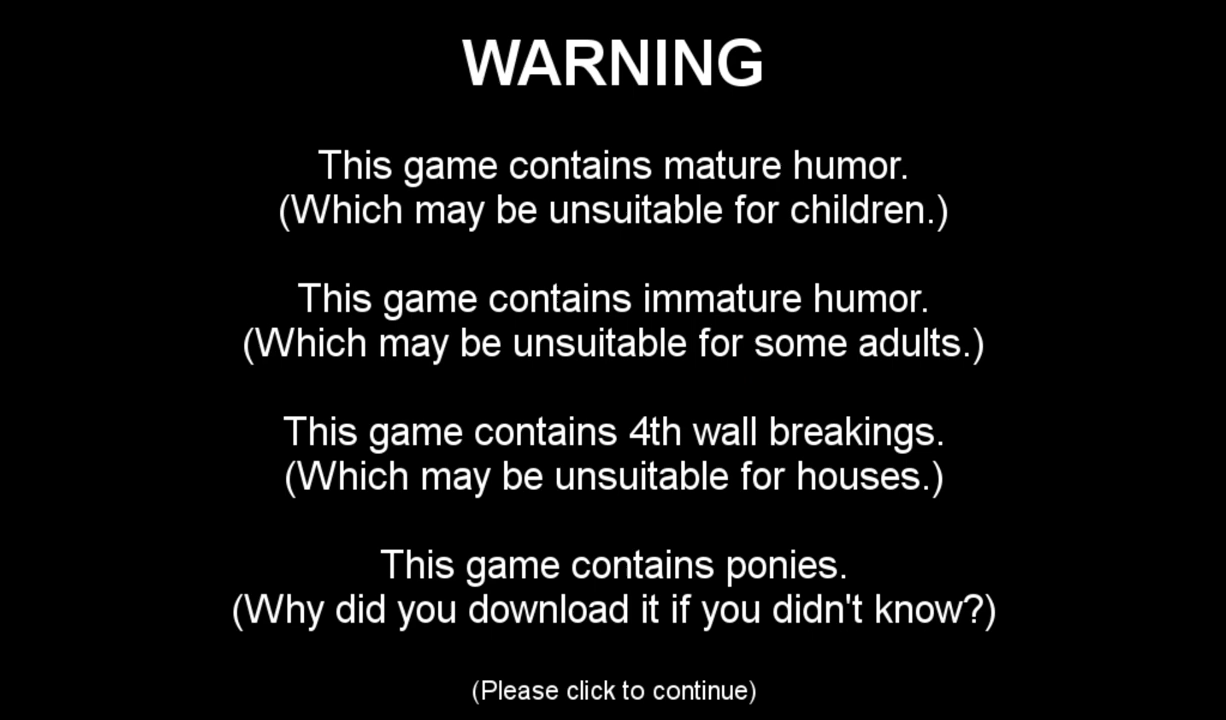 WARNING
This game contains mature humor.
(Which may be unsuitable for children.)
This game contains immature humor.
(Which may be unsuitable for some adults.)
This game contains 4th wall breakings.
(Which may be unsuitable for houses.)
This game contains ponies.
(Why did you download it if you didn't know?)
(Please click to continue)